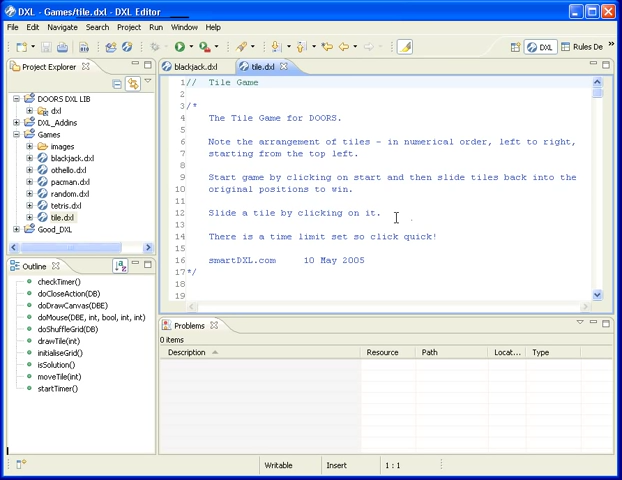 DXL - Games/tile.dxl - DXL Editor
File Edit Navigate Search Project Run Window Help
DXL Rules De »
Project Explorer
blackjack.dxl tile.dxl
DOORS DXL LIB
dxl
DXL_Addins
Games
images
blackjack.dxl
othello.dxl
pacman.dxl
random.dxl
tetris.dxl
tile.dxl
Good_DXL
1// Tile Game
2
3/*
4 The Tile Game for DOORS.
5
6 Note the arrangement of tiles - in numerical order, left to right,
7 starting from the top left.
8
9 Start game by clicking on start and then slide tiles back into the
10 original positions to win.
11
12 Slide a tile by clicking on it.
13
14 There is a time limit set so click quick!
15
16 smartDXL.com 10 May 2005
17*/
18
19
Outline
checkTimer()
doCloseAction(DB)
doDrawCanvas(DBE)
doMouse(DBE, int, bool, int, int)
doShuffleGrid(DB)
drawTile(int)
initialiseGrid()
isSolution()
moveTile(int)
startTimer()
Problems
0 items
Description Resource Path Locat... Type
Writable Insert 1 : 1